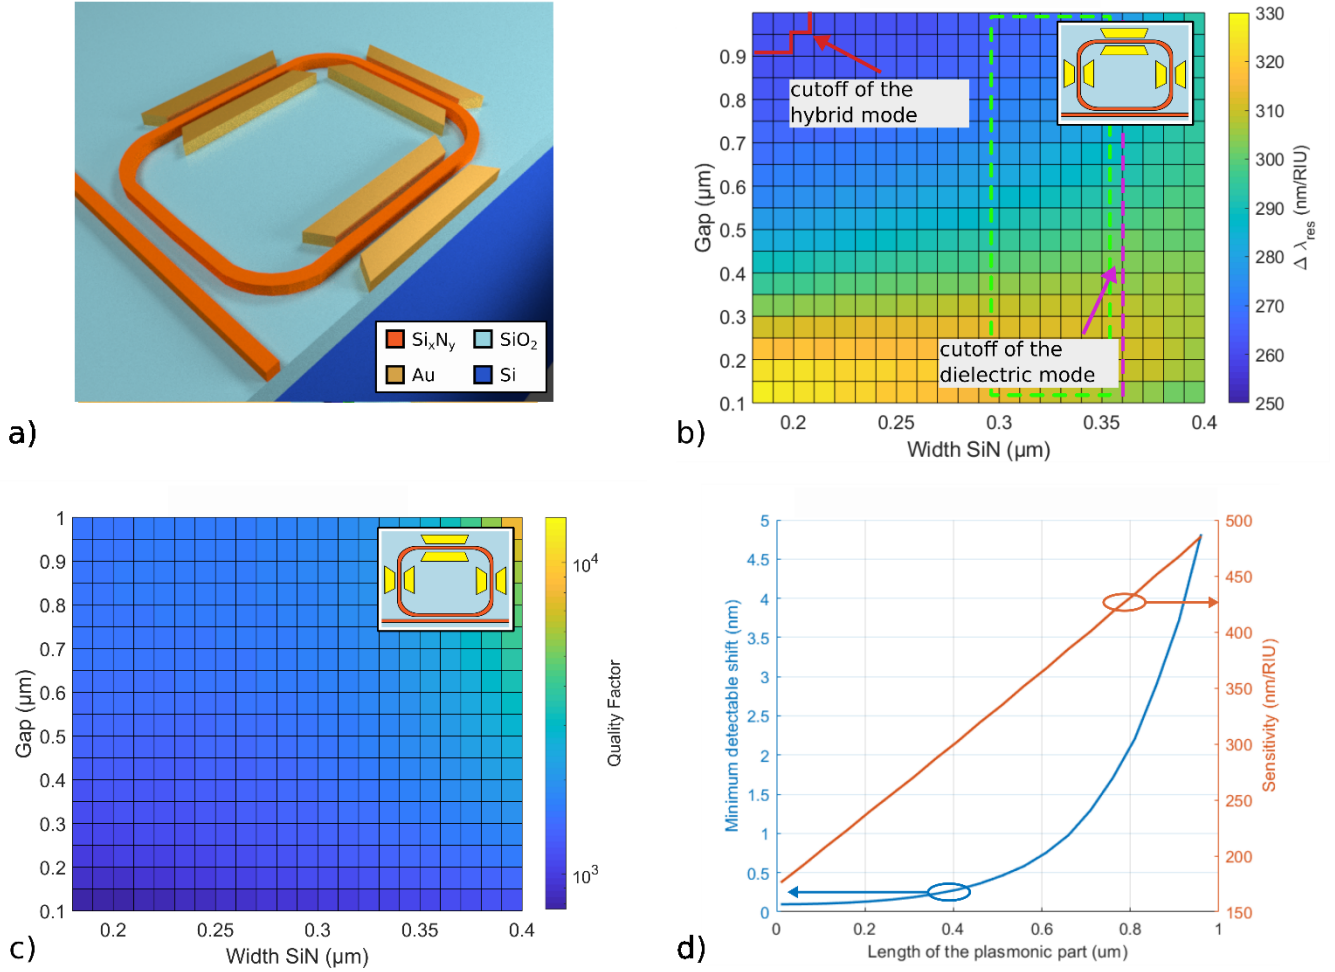 Si$_x$N$_y$ SiO$_2$
Au Si
a)
0.9
0.8
0.7
0.6
0.5
0.4
0.3
0.2
0.1
Gap (µm)
cutoff of the
hybrid mode
cutoff of the
dielectric mode
0.2 0.25 0.3 0.35 0.4
Width SiN (µm)
330
320
310
300
290
280
270
260
250
Δ λ$_{res}$ (nm/RIU)
b)
1
0.9
0.8
0.7
0.6
0.5
0.4
0.3
0.2
0.1
Gap (µm)
0.2 0.25 0.3 0.35 0.4
Width SiN (µm)
10$^4$
10$^3$
Quality Factor
c)
5
4.5
4
3.5
3
2.5
2
1.5
1
0.5
0
Minimum detectable shift (nm)
0 0.2 0.4 0.6 0.8 1
Length of the plasmonic part (um)
500
450
400
350
300
250
200
150
Sensitivity (nm/RIU)
d)